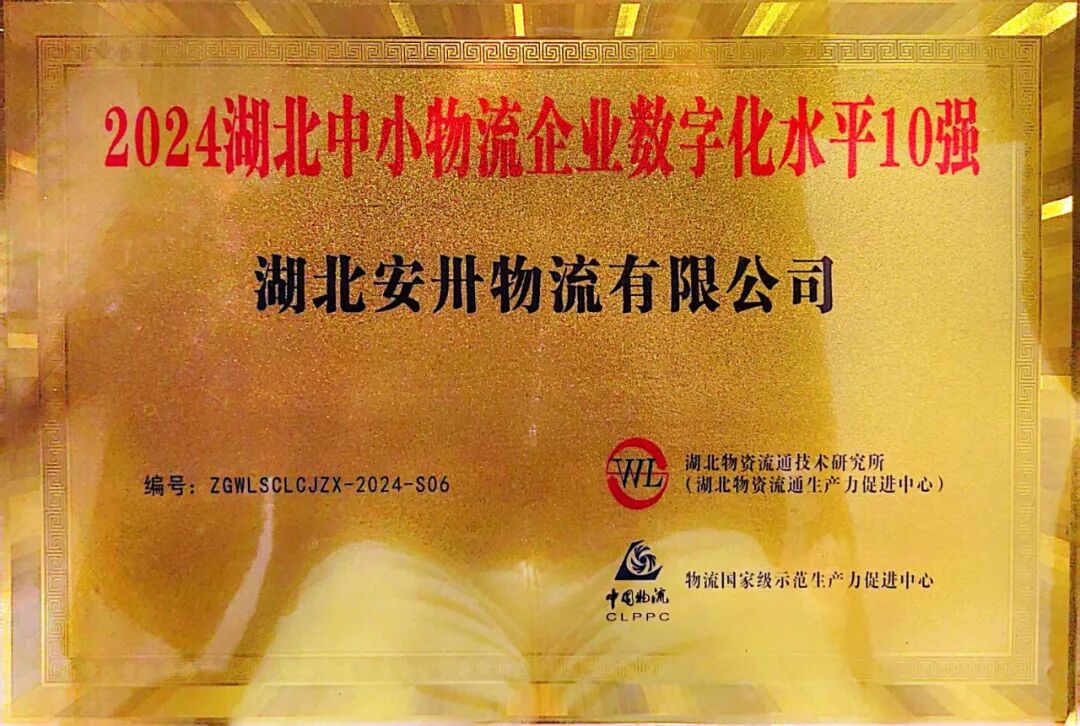 2024湖北中小物流企业数字化水平10强
湖北安卅物流有限公司
编号：ZGWLSCLCJZX-2024-S06
WL
湖北物资流通技术研究所
（湖北物资流通生产力促进中心）
中国物流
CLPPC
物流国家级示范生产力促进中心